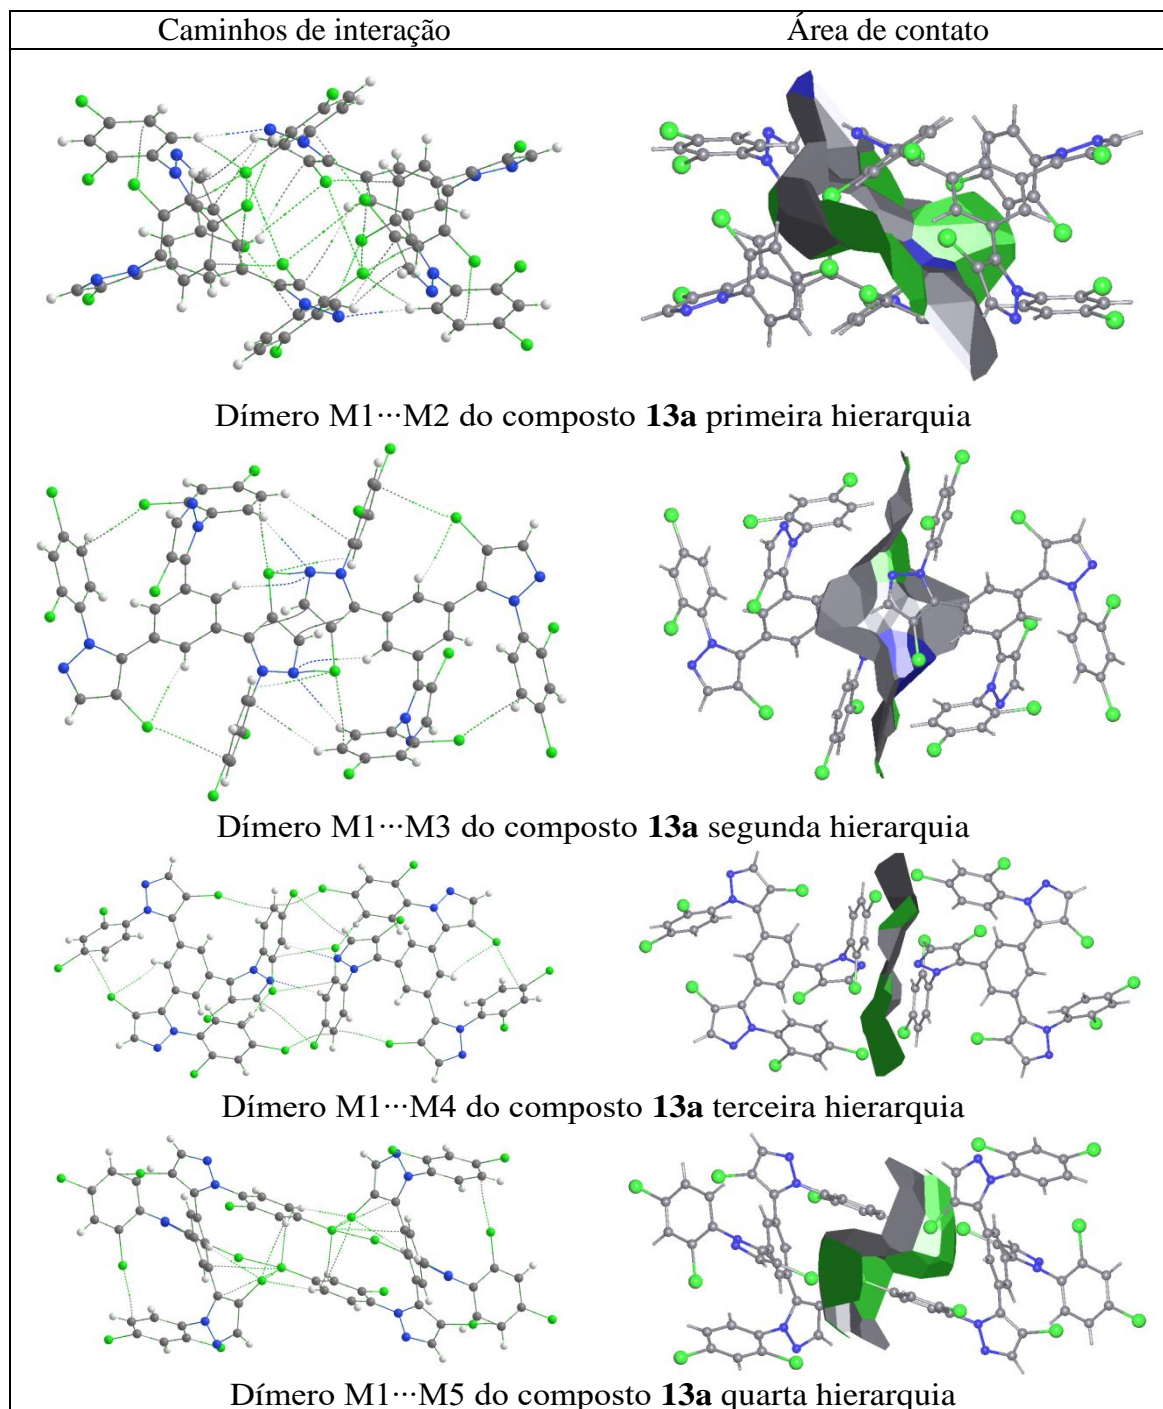 Caminhos de interação
Área de contato
Dímero M1···M2 do composto 13a primeira hierarquia
Dímero M1···M3 do composto 13a segunda hierarquia
Dímero M1···M4 do composto 13a terceira hierarquia
Dímero M1···M5 do composto 13a quarta hierarquia